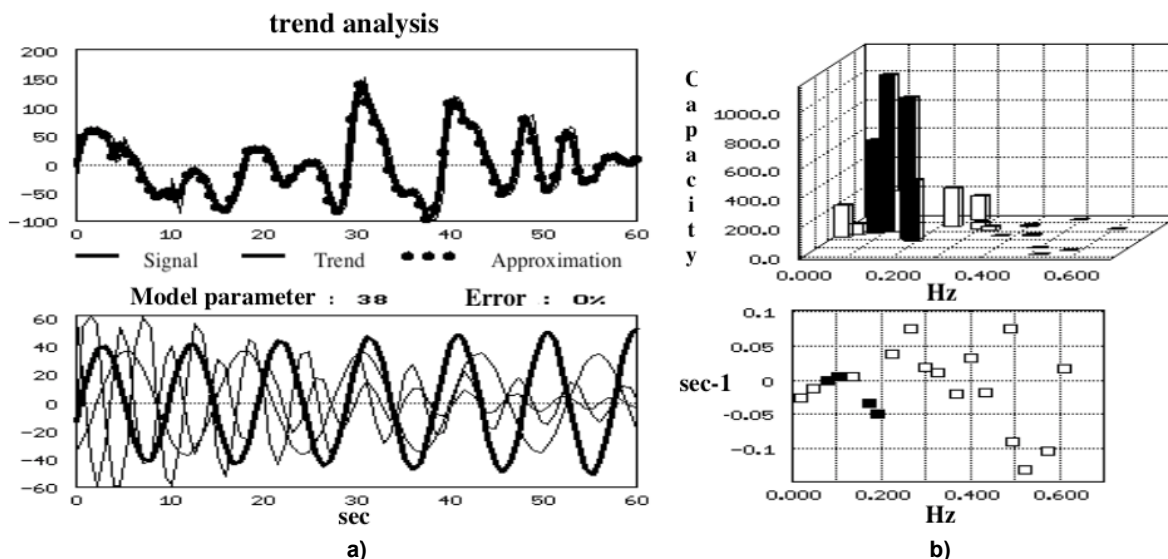 trend analysis
200
150
100
50
0
-50
-100
0 10 20 30 40 50 60
Signal Trend Approximation
Model parameter : 38 Error : 0%
60
40
20
0
-20
-40
-60
0 10 20 30 40 50 60
sec
a)
Capacity
1000.0
800.0
600.0
400.0
200.0
0.0
0.000 0.200 0.400 0.600
Hz
0.1
0.05
sec-1 0
-0.05
-0.1
0.000 0.200 0.400 0.600
Hz
b)